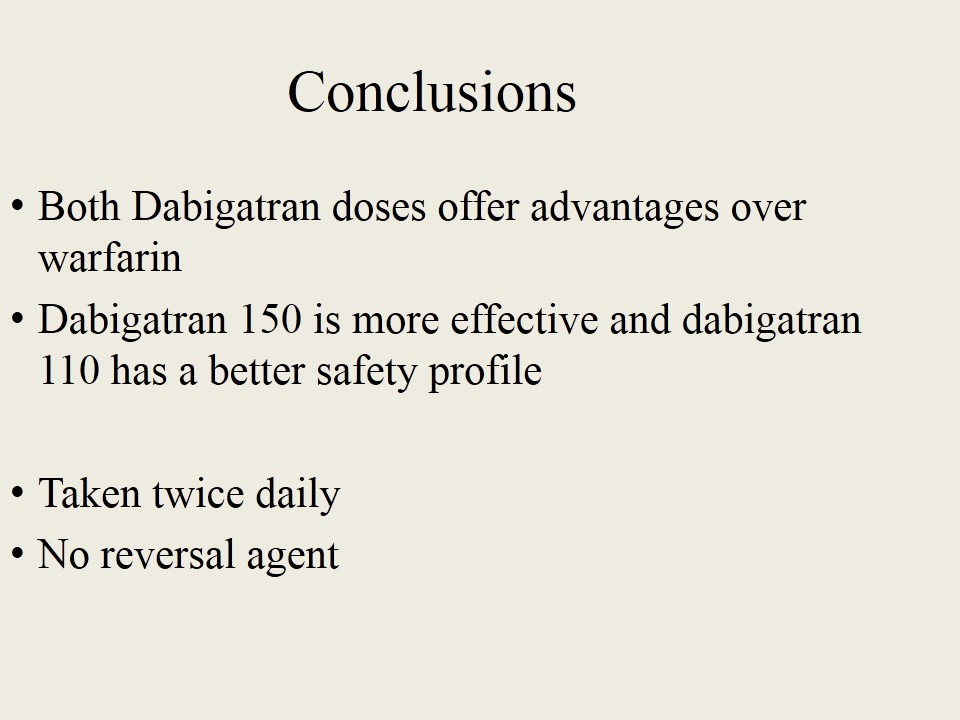 Conclusions
• Both Dabigatran doses offer advantages over
warfarin
• Dabigatran 150 is more effective and dabigatran
110 has a better safety profile
• Taken twice daily
• No reversal agent